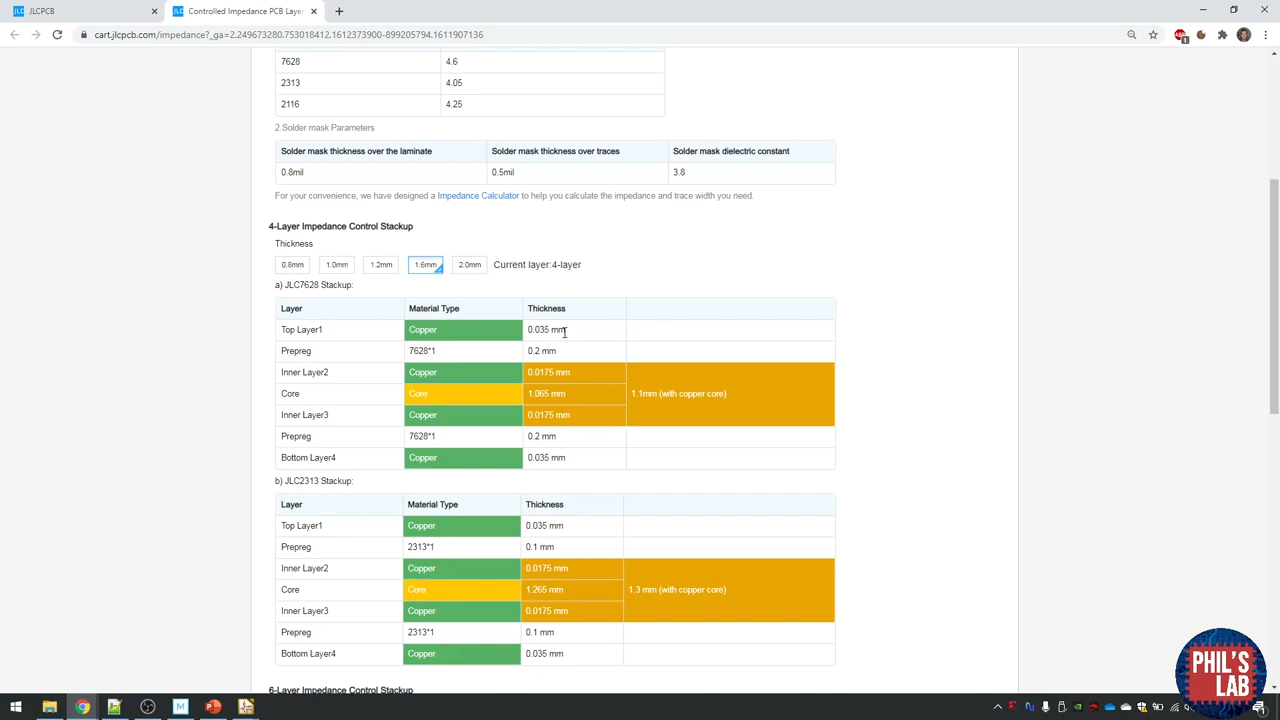 JLCPCB
Controlled Impedance PCB Layer
cart.jlcpcb.com/impedance?_ga=2.249673280.753018412.1612373900-899205794.1611907136
7628 4.6
2313 4.05
2116 4.25
2.Solder mask Parameters
Solder mask thickness over the laminate Solder mask thickness over traces Solder mask dielectric constant
0.8mil 0.5mil 3.8
For your convenience, we have designed a Impedance Calculator to help you calculate the impedance and trace width you need.
4-Layer Impedance Control Stackup
Thickness
0.8mm 1.0mm 1.2mm 1.6mm 2.0mm Current layer:4-layer
a) JLC7628 Stackup:
Layer Material Type Thickness
Top Layer1 Copper 0.035 mm
Prepreg 7628*1 0.2 mm
Inner Layer2 Copper 0.0175 mm
Core Core 1.065 mm 1.1mm (with copper core)
Inner Layer3 Copper 0.0175 mm
Prepreg 7628*1 0.2 mm
Bottom Layer4 Copper 0.035 mm
b) JLC2313 Stackup:
Layer Material Type Thickness
Top Layer1 Copper 0.035 mm
Prepreg 2313*1 0.1 mm
Inner Layer2 Copper 0.0175 mm
Core Core 1.265 mm 1.3 mm (with copper core)
Inner Layer3 Copper 0.0175 mm
Prepreg 2313*1 0.1 mm
Bottom Layer4 Copper 0.035 mm
6-Layer Impedance Control Stackup
PHIL'S
LAB